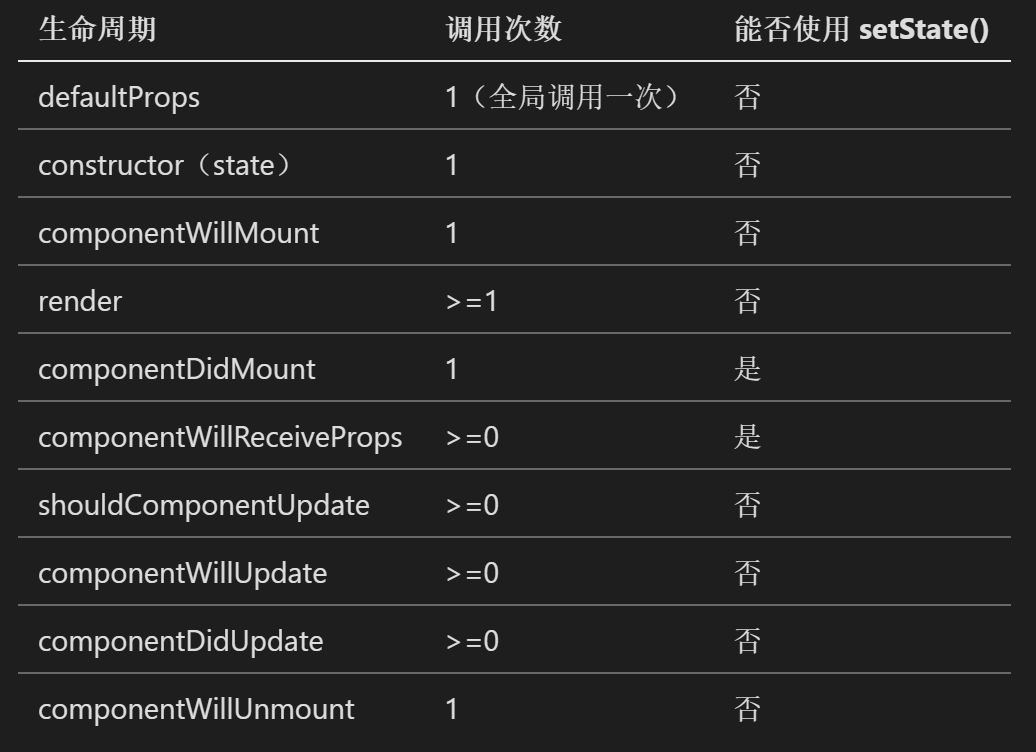 生命周期 调用次数 能否使用 setState()
defaultProps 1（全局调用一次） 否
constructor（state） 1 否
componentWillMount 1 否
render >=1 否
componentDidMount 1 是
componentWillReceiveProps >=0 是
shouldComponentUpdate >=0 否
componentWillUpdate >=0 否
componentDidUpdate >=0 否
componentWillUnmount 1 否